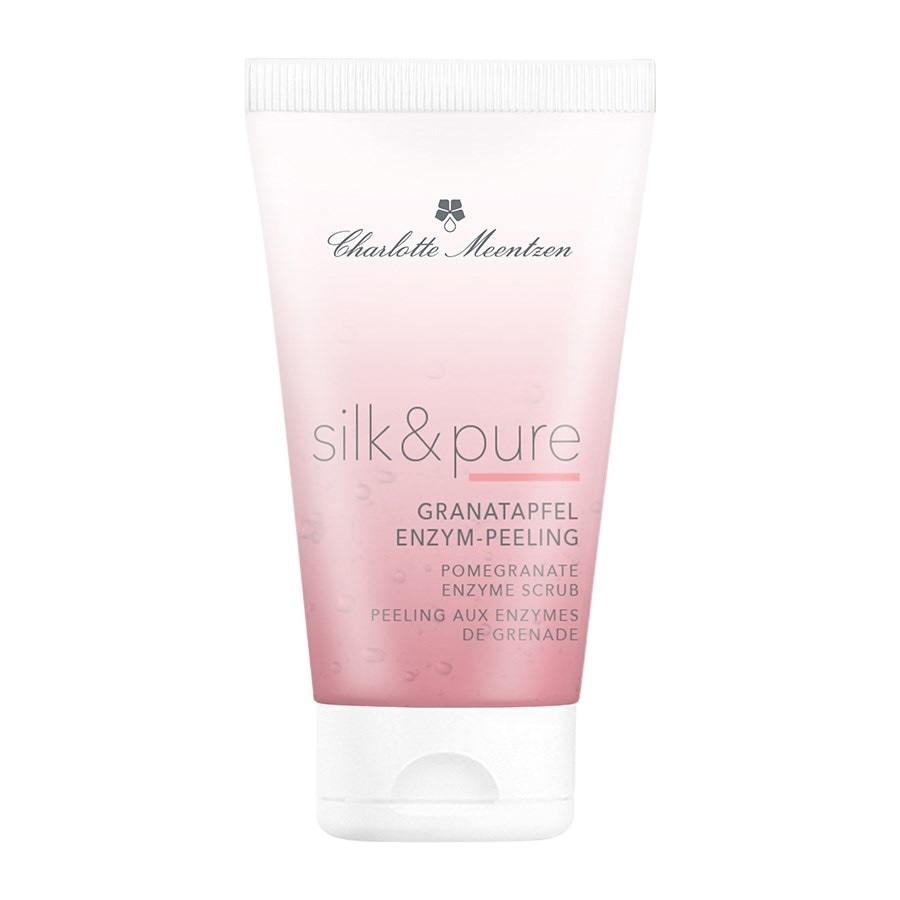 Charlotte Meentzen
silk&pure
GRANATAPFEL
ENZYM-PEELING
POMEGRANATE
ENZYME SCRUB
PEELING AUX ENZYMES
DE GRENADE